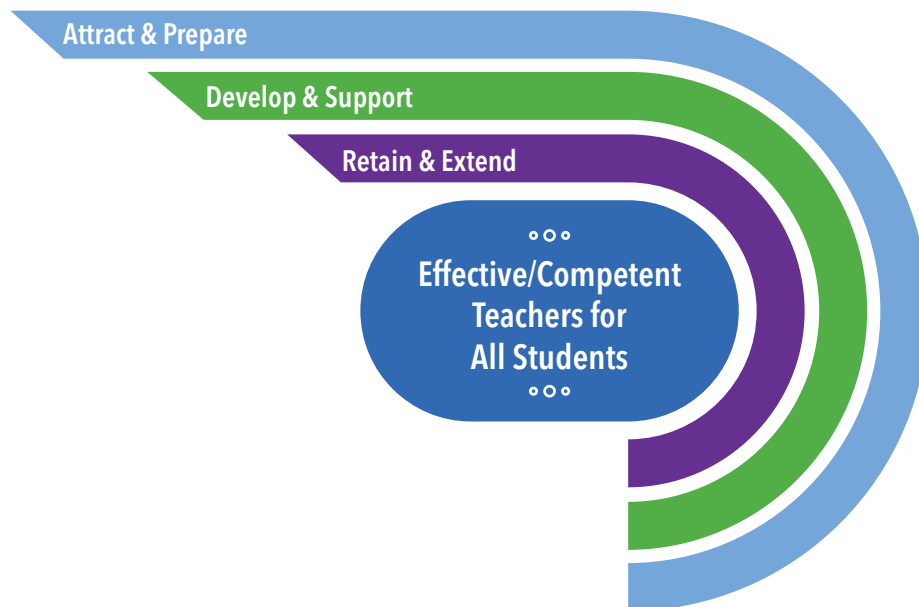 Attract & Prepare
Develop & Support
Retain & Extend
Effective/Competent
Teachers for
All Students